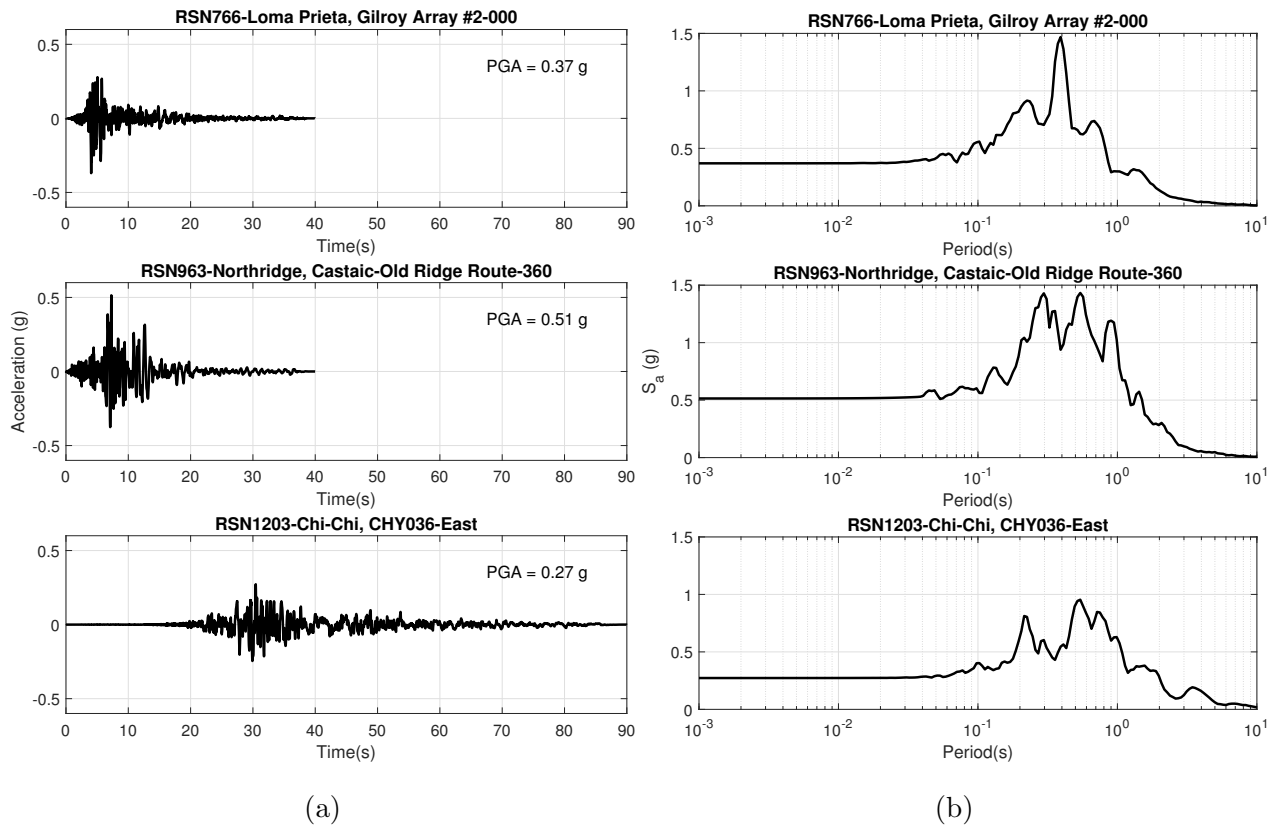 RSN766-Loma Prieta, Gilroy Array #2-000
0.5
0
-0.5
PGA = 0.37 g
0 10 20 30 40 50 60 70 80 90
Time(s)
RSN963-Northridge, Castaic-Old Ridge Route-360
Acceleration (g)
0.5
0
-0.5
PGA = 0.51 g
0 10 20 30 40 50 60 70 80 90
Time(s)
RSN1203-Chi-Chi, CHY036-East
0.5
0
-0.5
PGA = 0.27 g
0 10 20 30 40 50 60 70 80 90
Time(s)
(a)
RSN766-Loma Prieta, Gilroy Array #2-000
1.5
1
0.5
0
10^-3 10^-2 10^-1 10^0 10^1
Period(s)
RSN963-Northridge, Castaic-Old Ridge Route-360
S_a (g)
1.5
1
0.5
0
10^-3 10^-2 10^-1 10^0 10^1
Period(s)
RSN1203-Chi-Chi, CHY036-East
1.5
1
0.5
0
10^-3 10^-2 10^-1 10^0 10^1
Period(s)
(b)